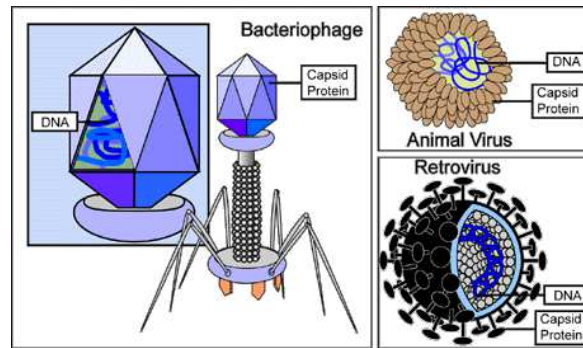 Bacteriophage
DNA
Capsid
Protein
DNA
Capsid
Protein
Animal Virus
Retrovirus
DNA
Capsid
Protein